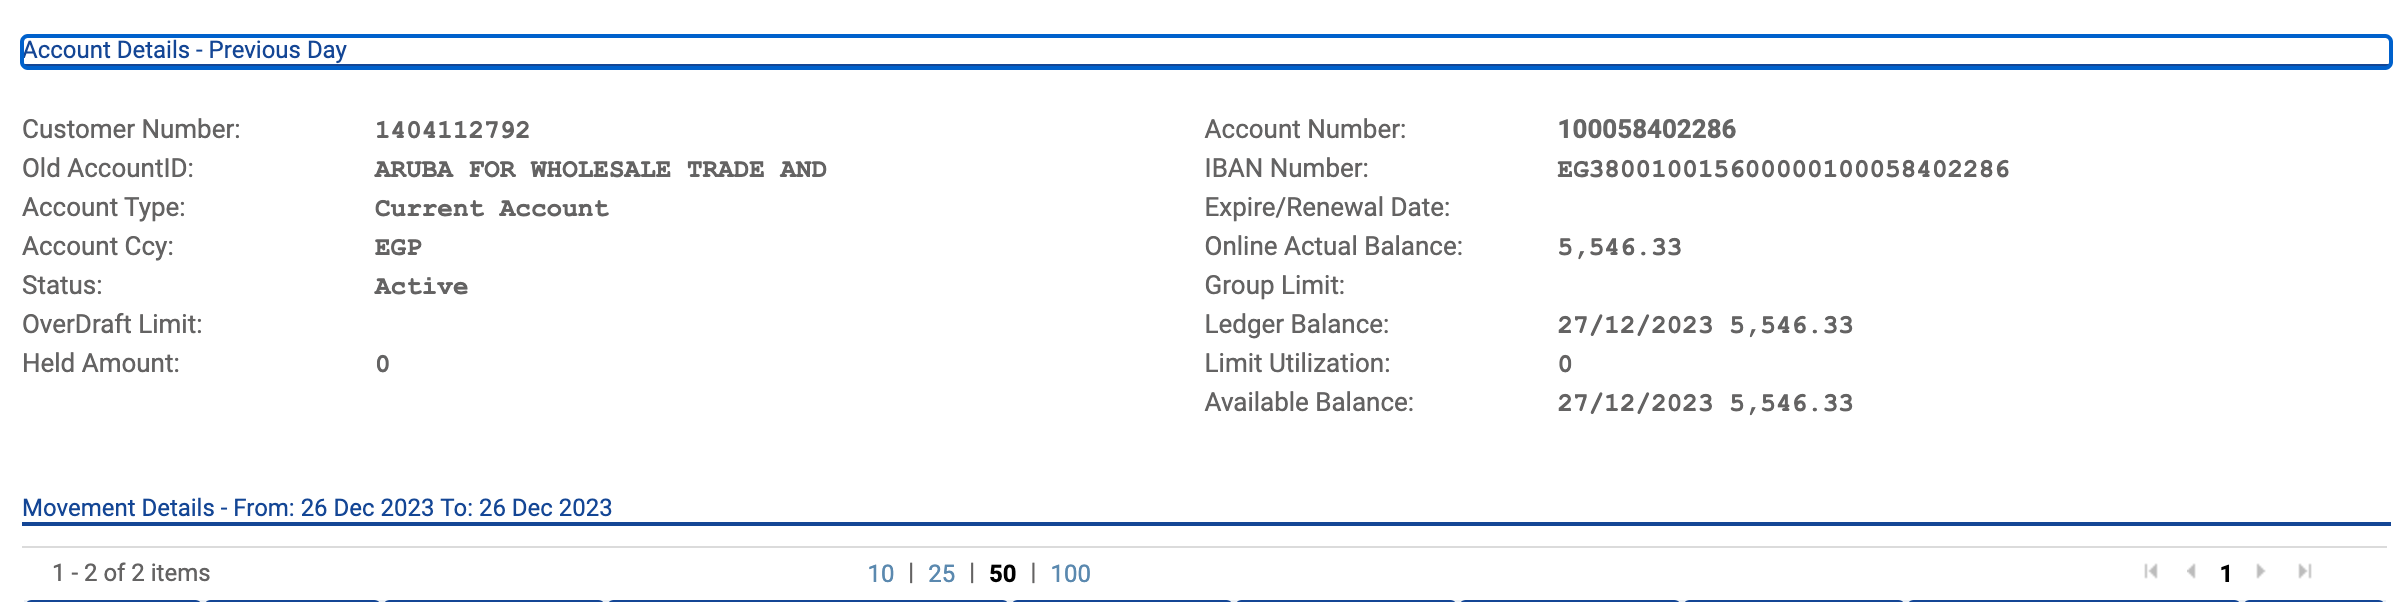 Account Details - Previous Day
Customer Number: 1404112792
Account Number: 100058402286
Old AccountID: ARUBA FOR WHOLESALE TRADE AND
IBAN Number: EG380010015600000100058402286
Account Type: Current Account
Expire/Renewal Date:
Account Ccy: EGP
Online Actual Balance: 5,546.33
Status: Active
Group Limit:
OverDraft Limit:
Ledger Balance: 27/12/2023 5,546.33
Held Amount: 0
Limit Utilization: 0
Available Balance: 27/12/2023 5,546.33
Movement Details - From: 26 Dec 2023 To: 26 Dec 2023
1 - 2 of 2 items 10 | 25 | 50 | 100 1